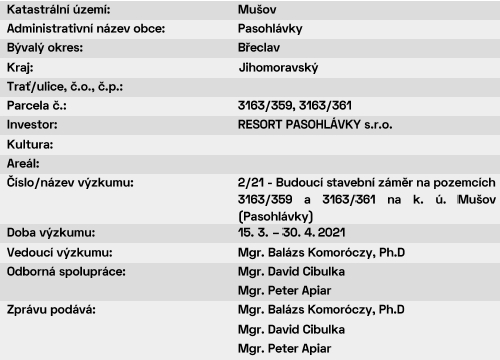 Katastrální území: Mušov
Administrativní název obce: Pasohlávky
Bývalý okres: Břeclav
Kraj: Jihomoravský
Trať/ulice, č.o., č.p.:
Parcela č.: 3163/359, 3163/361
Investor: RESORT PASOHLÁVKY s.r.o.
Kultura:
Areál:
Číslo/název výzkumu: 2/21 - Budoucí stavební záměr na pozemcích
3163/359 a 3163/361 na k. ú. Mušov
(Pasohlávky)
Doba výzkumu: 15. 3. – 30. 4. 2021
Vedoucí výzkumu: Mgr. Balázs Komoróczy, Ph.D
Odborná spolupráce: Mgr. David Cibulka
Mgr. Peter Apiar
Zprávu podává: Mgr. Balázs Komoróczy, Ph.D
Mgr. David Cibulka
Mgr. Peter Apiar